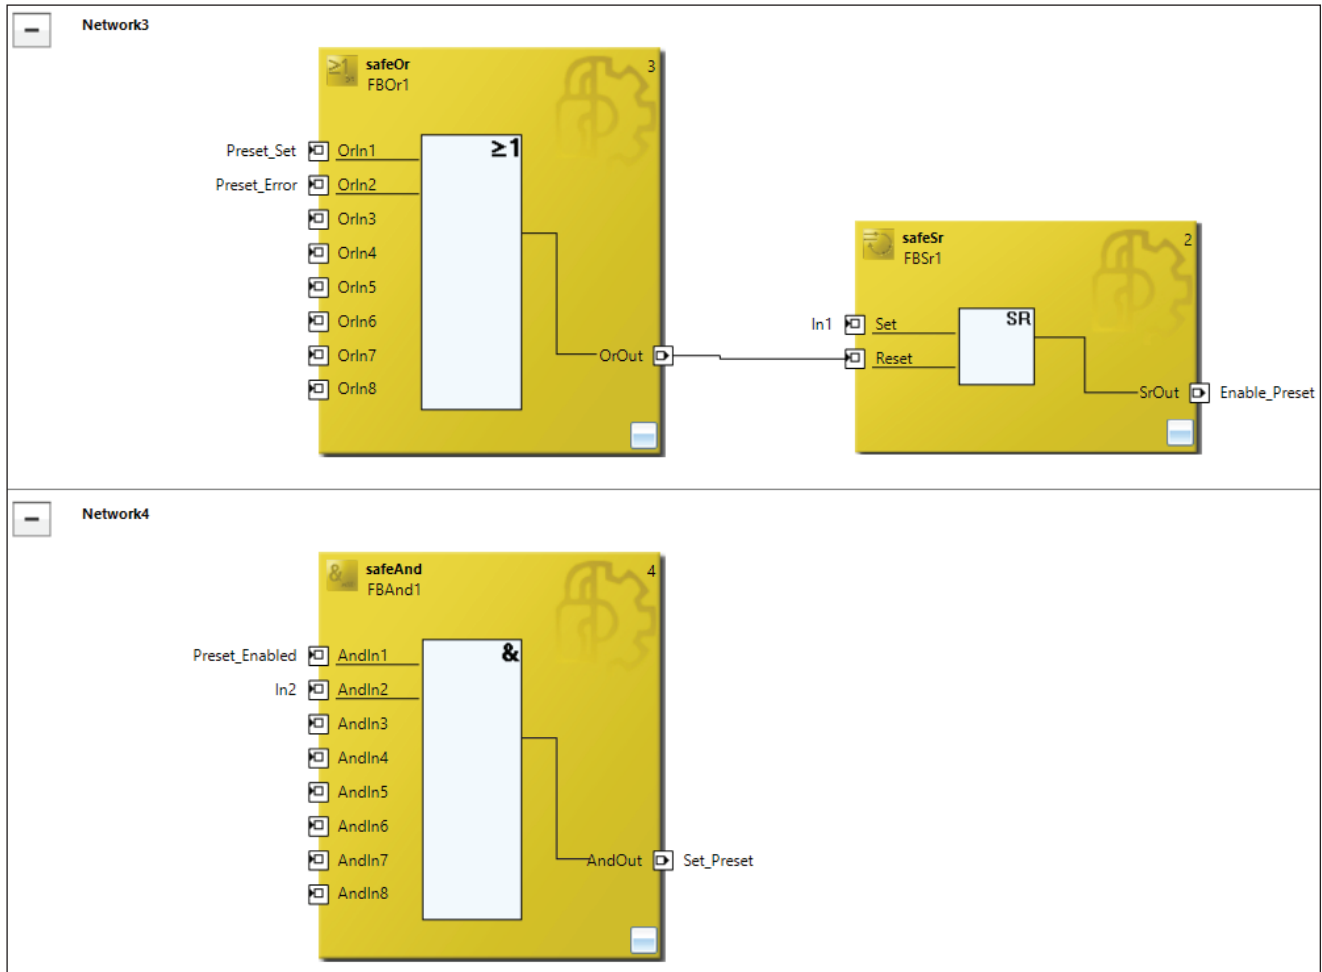 Network3
≥1
safeOr
3
FBOr1
≥1
Preset_Set
OrIn1
Preset_Error
OrIn2
OrIn3
OrIn4
OrIn5
OrIn6
OrIn7
OrOut
OrIn8
safeSr
2
FBSr1
SR
In1
Set
Reset
SrOut
Enable_Preset
Network4
&
safeAnd
4
FBAnd1
&
Preset_Enabled
AndIn1
In2
AndIn2
AndIn3
AndIn4
AndIn5
AndIn6
AndIn7
AndOut
Set_Preset
AndIn8